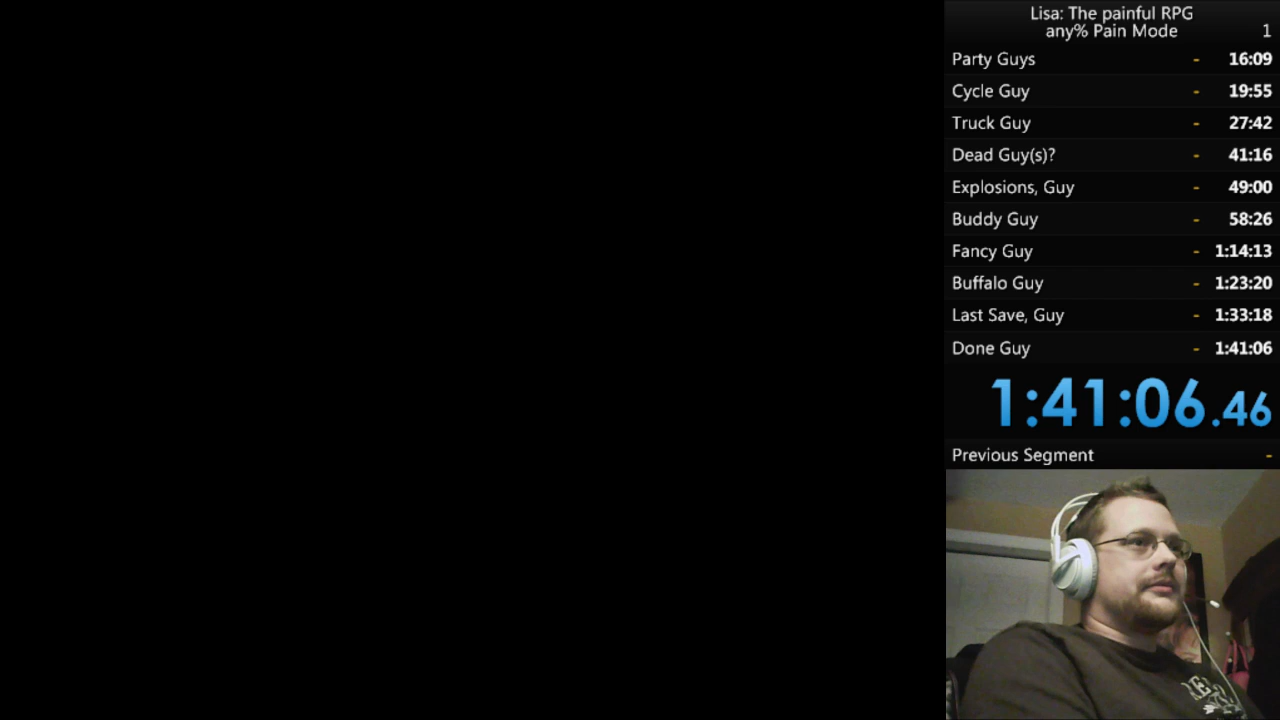 Lisa: The painful RPG
any% Pain Mode 1
Party Guys - 16:09
Cycle Guy - 19:55
Truck Guy - 27:42
Dead Guy(s)? - 41:16
Explosions, Guy - 49:00
Buddy Guy - 58:26
Fancy Guy - 1:14:13
Buffalo Guy - 1:23:20
Last Save, Guy - 1:33:18
Done Guy - 1:41:06
1:41:06.46
Previous Segment -